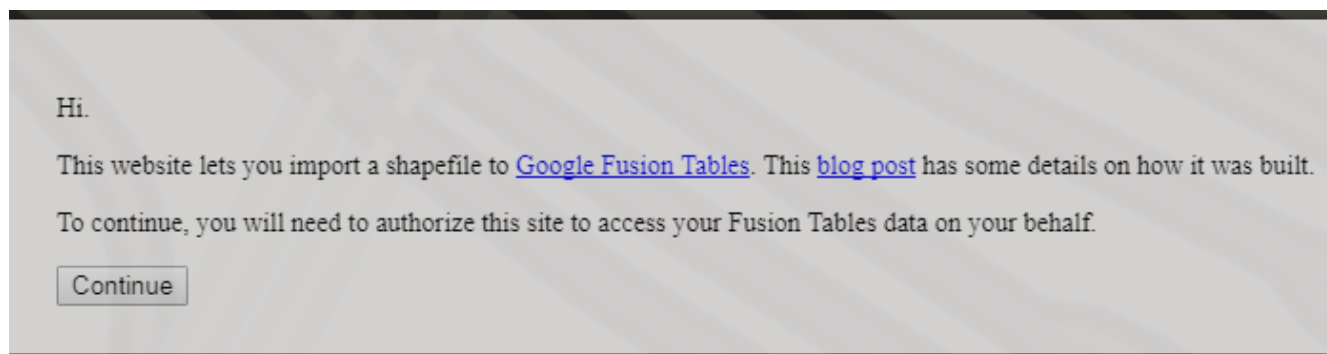 Hi.
This website lets you import a shapefile to Google Fusion Tables. This blog post has some details on how it was built.
To continue, you will need to authorize this site to access your Fusion Tables data on your behalf.
Continue